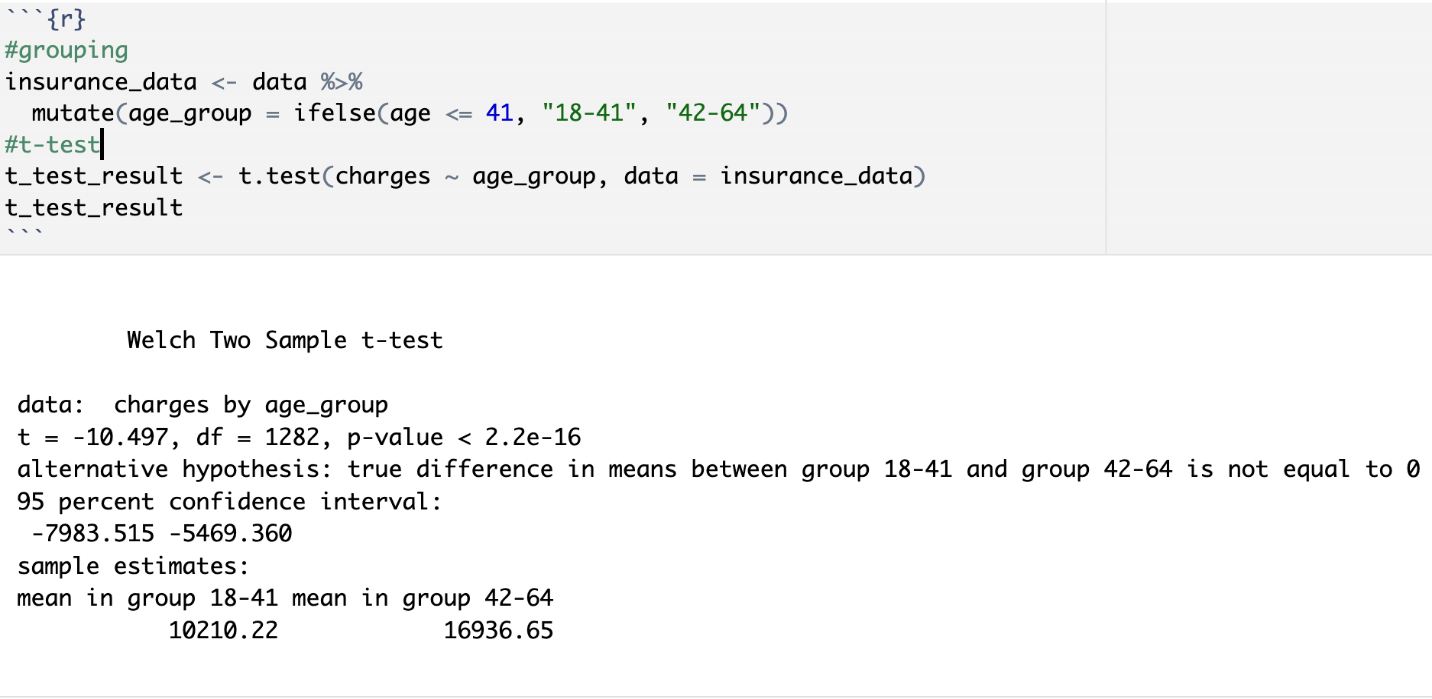 ```{r}
#grouping
insurance_data <- data %>%
  mutate(age_group = ifelse(age <= 41, "18-41", "42-64"))
#t-test
t_test_result <- t.test(charges ~ age_group, data = insurance_data)
t_test_result
```
        Welch Two Sample t-test
data:  charges by age_group
t = -10.497, df = 1282, p-value < 2.2e-16
alternative hypothesis: true difference in means between group 18-41 and group 42-64 is not equal to 0
95 percent confidence interval:
 -7983.515 -5469.360
sample estimates:
mean in group 18-41 mean in group 42-64
           10210.22            16936.65